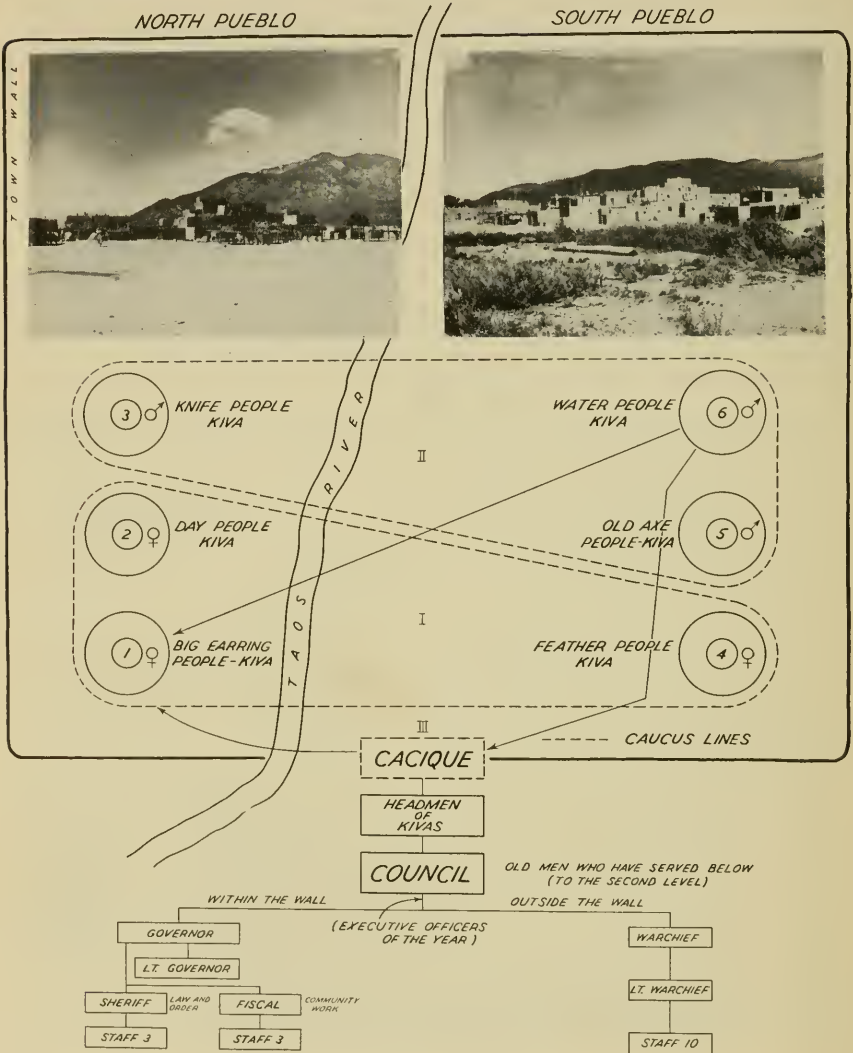 NORTH PUEBLO
SOUTH PUEBLO
TOWN WALL
3 ♂
KNIFE PEOPLE
KIVA
WATER PEOPLE
KIVA
6 ♂
II
TAOS RIVER
2 ♀
DAY PEOPLE
KIVA
OLD AXE
PEOPLE-KIVA
5 ♂
I
1 ♀
BIG EARRING
PEOPLE-KIVA
FEATHER PEOPLE
KIVA
4 ♀
III
CACIQUE
----- CAUCUS LINES
HEADMEN
OF
KIVAS
COUNCIL
OLD MEN WHO HAVE SERVED BELOW
(TO THE SECOND LEVEL)
WITHIN THE WALL
OUTSIDE THE WALL
(EXECUTIVE OFFICERS
OF THE YEAR)
GOVERNOR
WARCHIEF
LT. GOVERNOR
LT. WARCHIEF
SHERIFF
LAW AND
ORDER
FISCAL
COMMUNITY
WORK
STAFF 3
STAFF 3
STAFF 10